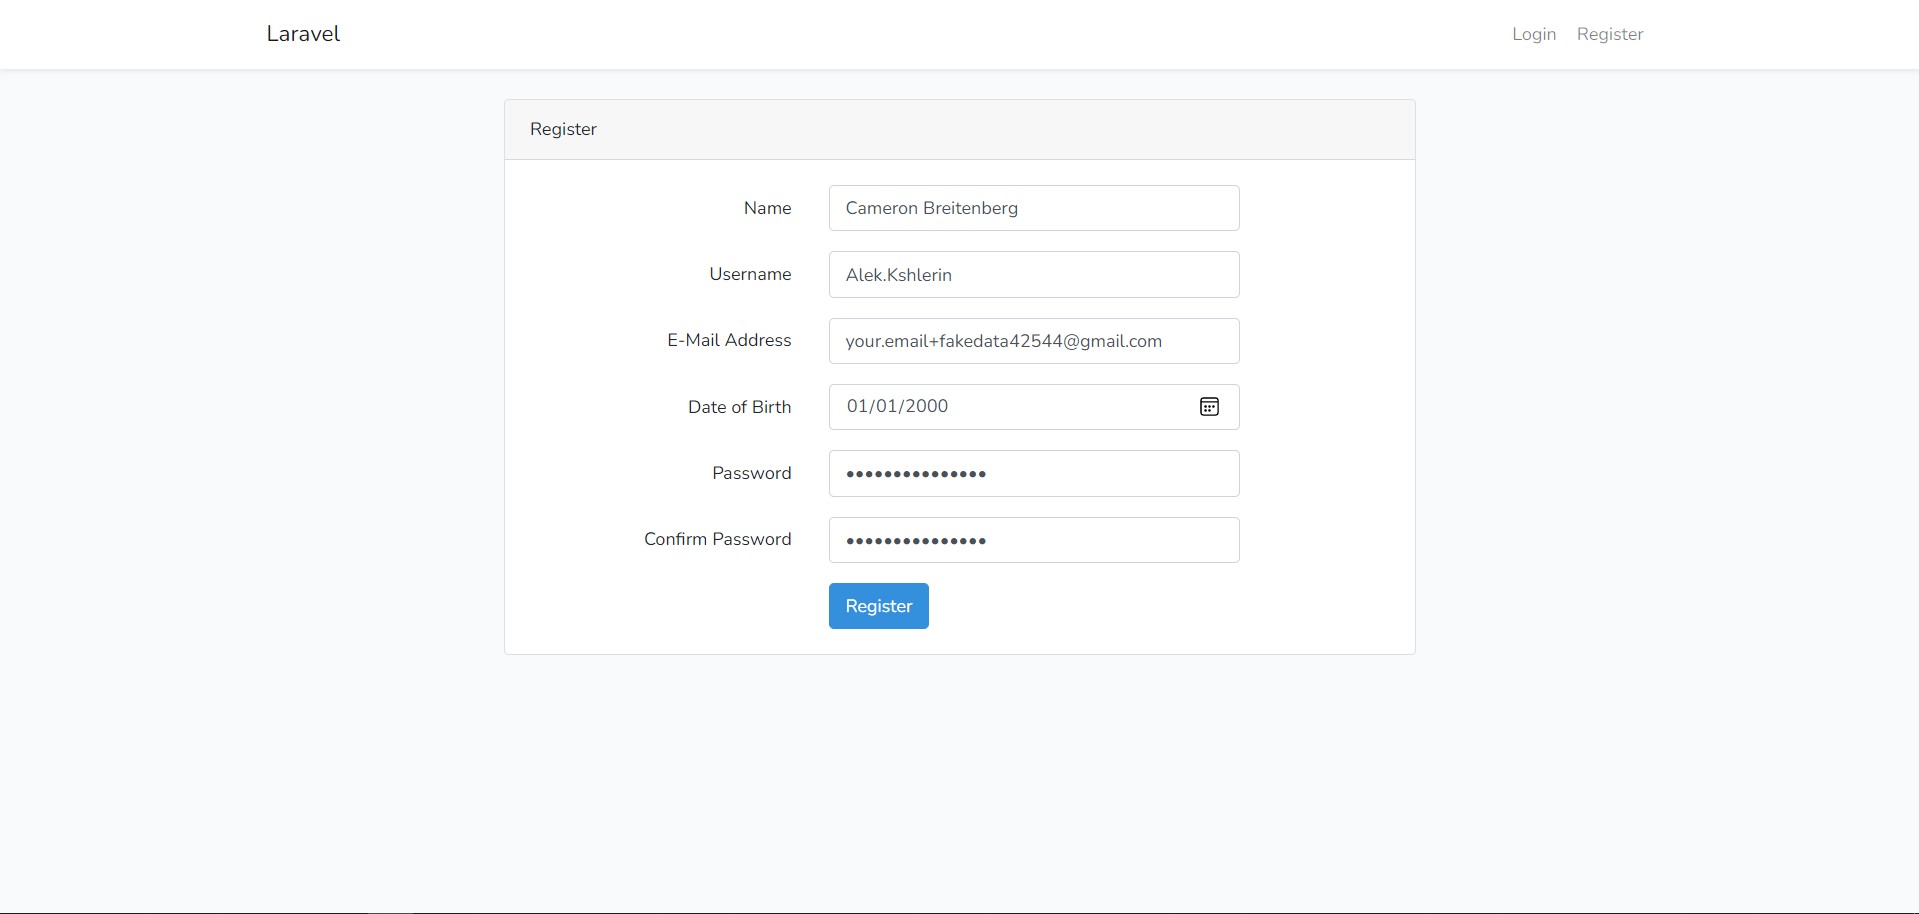 Laravel
Login Register
Register
Name Cameron Breitenberg
Username Alek.Kshlerin
E-Mail Address your.email+fakedata42544@gmail.com
Date of Birth 01/01/2000
Password •••••••••••••••
Confirm Password •••••••••••••••
Register